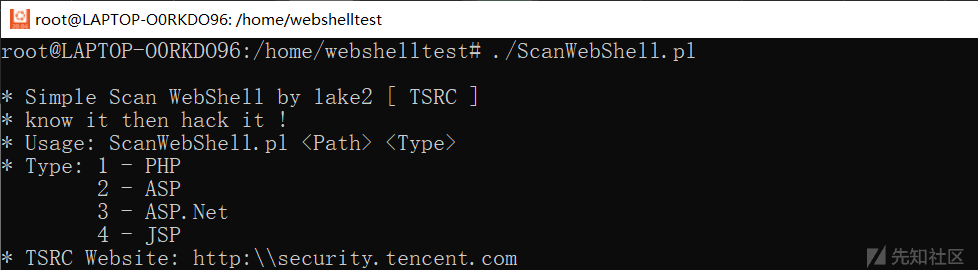 root@LAPTOP-O0RKDO96: /home/webshelltest
root@LAPTOP-O0RKDO96:/home/webshelltest# ./ScanWebShell.pl
* Simple Scan WebShell by lake2 [ TSRC ]
* know it then hack it !
* Usage: ScanWebShell.pl <Path> <Type>
* Type: 1 - PHP
2 - ASP
3 - ASP.Net
4 - JSP
* TSRC Website: http:\\security.tencent.com
先知社区